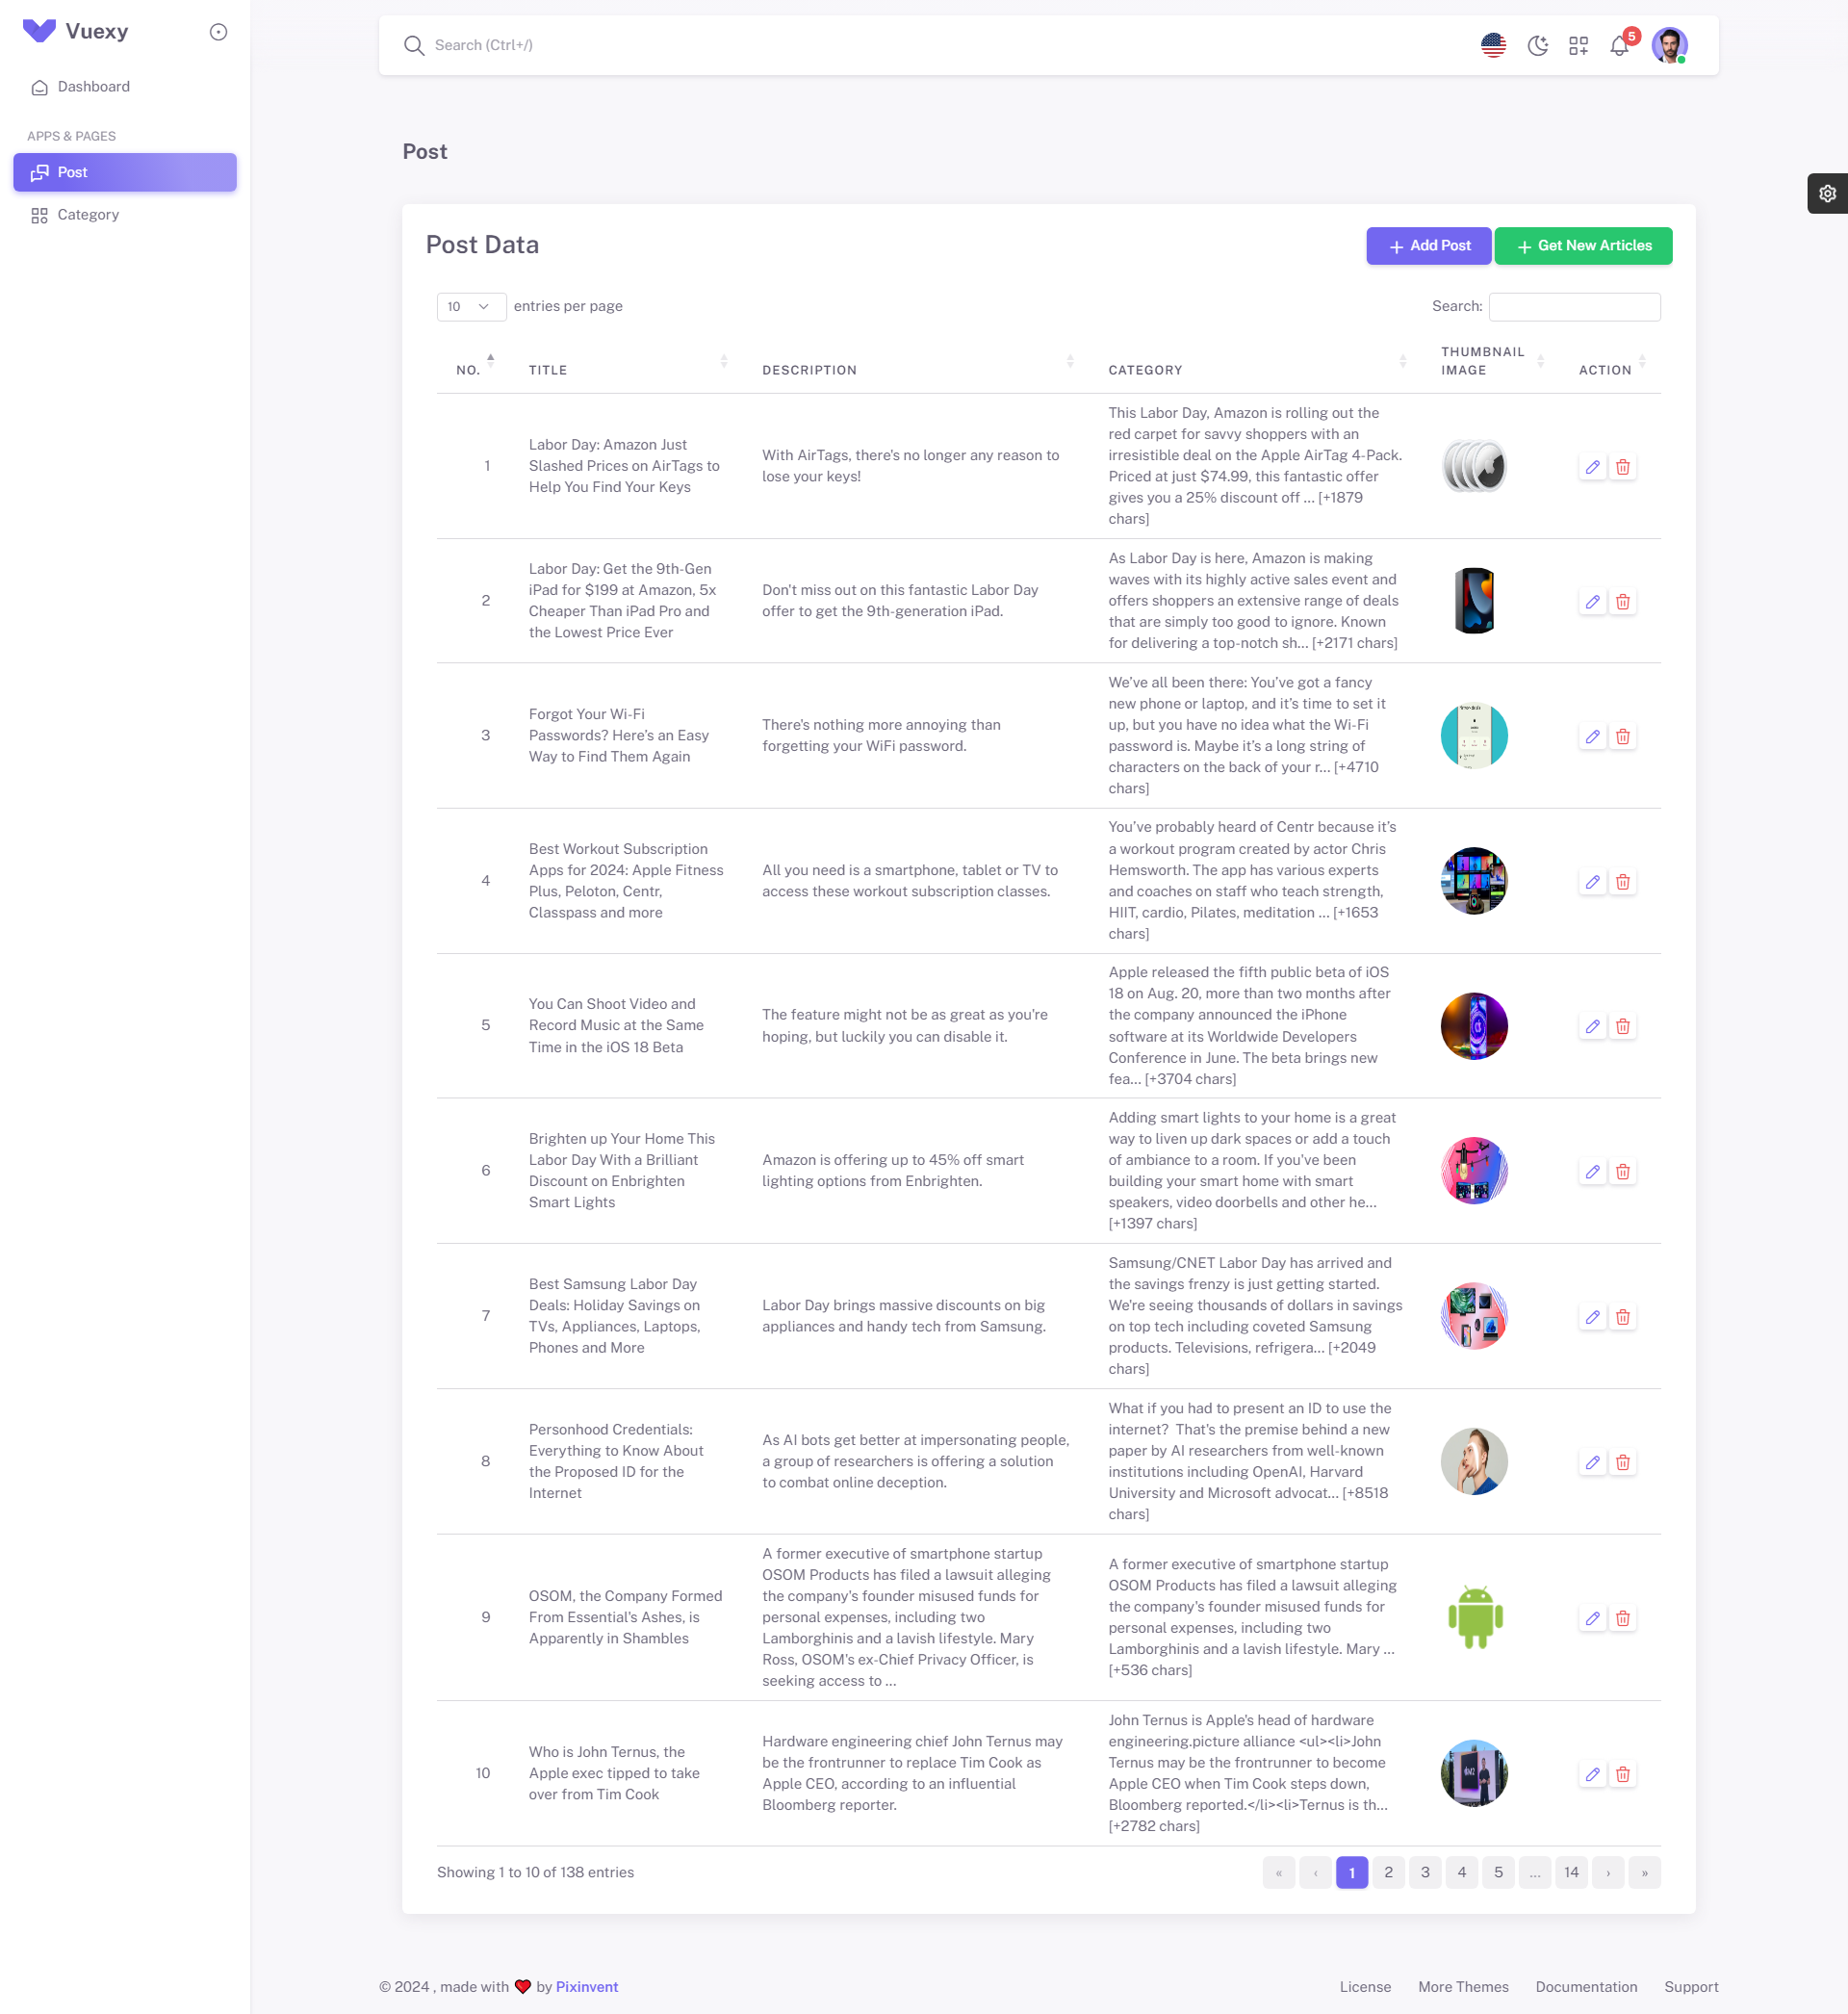 Vuexy
Dashboard
APPS & PAGES
Post
Category
Search (Ctrl+/)
5
Post
Post Data
Add Post
Get New Articles
10
entries per page
Search:
NO.
TITLE
DESCRIPTION
CATEGORY
THUMBNAIL
IMAGE
ACTION
1
Labor Day: Amazon Just
Slashed Prices on AirTags to
Help You Find Your Keys
With AirTags, there's no longer any reason to
lose your keys!
This Labor Day, Amazon is rolling out the
red carpet for savvy shoppers with an
irresistible deal on the Apple AirTag 4-Pack.
Priced at just $74.99, this fantastic offer
gives you a 25% discount off … [+1879
chars]
2
Labor Day: Get the 9th-Gen
iPad for $199 at Amazon, 5x
Cheaper Than iPad Pro and
the Lowest Price Ever
Don't miss out on this fantastic Labor Day
offer to get the 9th-generation iPad.
As Labor Day is here, Amazon is making
waves with its highly active sales event and
offers shoppers an extensive range of deals
that are simply too good to ignore. Known
for delivering a top-notch sh… [+2171 chars]
3
Forgot Your Wi-Fi
Passwords? Here's an Easy
Way to Find Them Again
There's nothing more annoying than
forgetting your WiFi password.
We've all been there: You've got a fancy
new phone or laptop, and it's time to set it
up, but you have no idea what the Wi-Fi
password is. Maybe it's a long string of
characters on the back of your r… [+4710
chars]
4
Best Workout Subscription
Apps for 2024: Apple Fitness
Plus, Peloton, Centr,
Classpass and more
All you need is a smartphone, tablet or TV to
access these workout subscription classes.
You've probably heard of Centr because it's
a workout program created by actor Chris
Hemsworth. The app has various experts
and coaches on staff who teach strength,
HIIT, cardio, Pilates, meditation … [+1653
chars]
5
You Can Shoot Video and
Record Music at the Same
Time in the iOS 18 Beta
The feature might not be as great as you're
hoping, but luckily you can disable it.
Apple released the fifth public beta of iOS
18 on Aug. 20, more than two months after
the company announced the iPhone
software at its Worldwide Developers
Conference in June. The beta brings new
fea… [+3704 chars]
6
Brighten up Your Home This
Labor Day With a Brilliant
Discount on Enbrighten
Smart Lights
Amazon is offering up to 45% off smart
lighting options from Enbrighten.
Adding smart lights to your home is a great
way to liven up dark spaces or add a touch
of ambiance to a room. If you've been
building your smart home with smart
speakers, video doorbells and other he…
[+1397 chars]
7
Best Samsung Labor Day
Deals: Holiday Savings on
TVs, Appliances, Laptops,
Phones and More
Labor Day brings massive discounts on big
appliances and handy tech from Samsung.
Samsung/CNET Labor Day has arrived and
the savings frenzy is just getting started.
We're seeing thousands of dollars in savings
on top tech including coveted Samsung
products. Televisions, refrigera… [+2049
chars]
8
Personhood Credentials:
Everything to Know About
the Proposed ID for the
Internet
As AI bots get better at impersonating people,
a group of researchers is offering a solution
to combat online deception.
What if you had to present an ID to use the
internet?  That's the premise behind a new
paper by AI researchers from well-known
institutions including OpenAI, Harvard
University and Microsoft advocat… [+8518
chars]
9
OSOM, the Company Formed
From Essential's Ashes, is
Apparently in Shambles
A former executive of smartphone startup
OSOM Products has filed a lawsuit alleging
the company's founder misused funds for
personal expenses, including two
Lamborghinis and a lavish lifestyle. Mary
Ross, OSOM's ex-Chief Privacy Officer, is
seeking access to ...
A former executive of smartphone startup
OSOM Products has filed a lawsuit alleging
the company's founder misused funds for
personal expenses, including two
Lamborghinis and a lavish lifestyle. Mary …
[+536 chars]
10
Who is John Ternus, the
Apple exec tipped to take
over from Tim Cook
Hardware engineering chief John Ternus may
be the frontrunner to replace Tim Cook as
Apple CEO, according to an influential
Bloomberg reporter.
John Ternus is Apple's head of hardware
engineering.picture alliance <ul><li>John
Ternus may be the frontrunner to become
Apple CEO when Tim Cook steps down,
Bloomberg reported.</li><li>Ternus is th…
[+2782 chars]
Showing 1 to 10 of 138 entries
« ‹ 1 2 3 4 5 … 14 › »
© 2024 , made with ❤️ by Pixinvent
License
More Themes
Documentation
Support